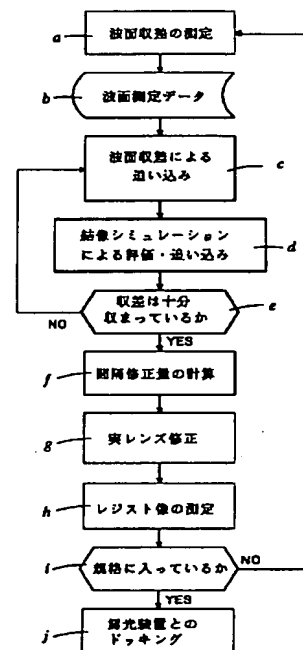 a
波面収差の測定
b
波面測定データ
波面収差による
追い込み
c
結像シミュレーション
による評価・追い込み
d
収差は十分
収まっているか
e
NO
YES
f
間隔修正量の計算
g
実レンズ修正
h
レジスト像の測定
i
規格に入っているか
NO
YES
j
露光装置との
ドッキング